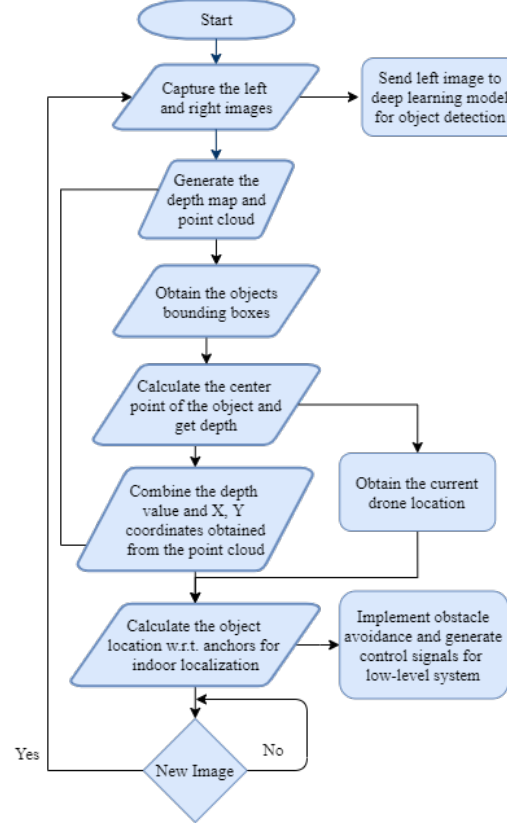 Start
Capture the left
and right images
Send left image to
deep learning model
for object detection
Generate the
depth map and
point cloud
Obtain the objects
bounding boxes
Calculate the center
point of the object and
get depth
Combine the depth
value and X, Y
coordinates obtained
from the point cloud
Obtain the current
drone location
Calculate the object
location w.r.t. anchors for
indoor localization
Implement obstacle
avoidance and generate
control signals for
low-level system
Yes
New Image
No